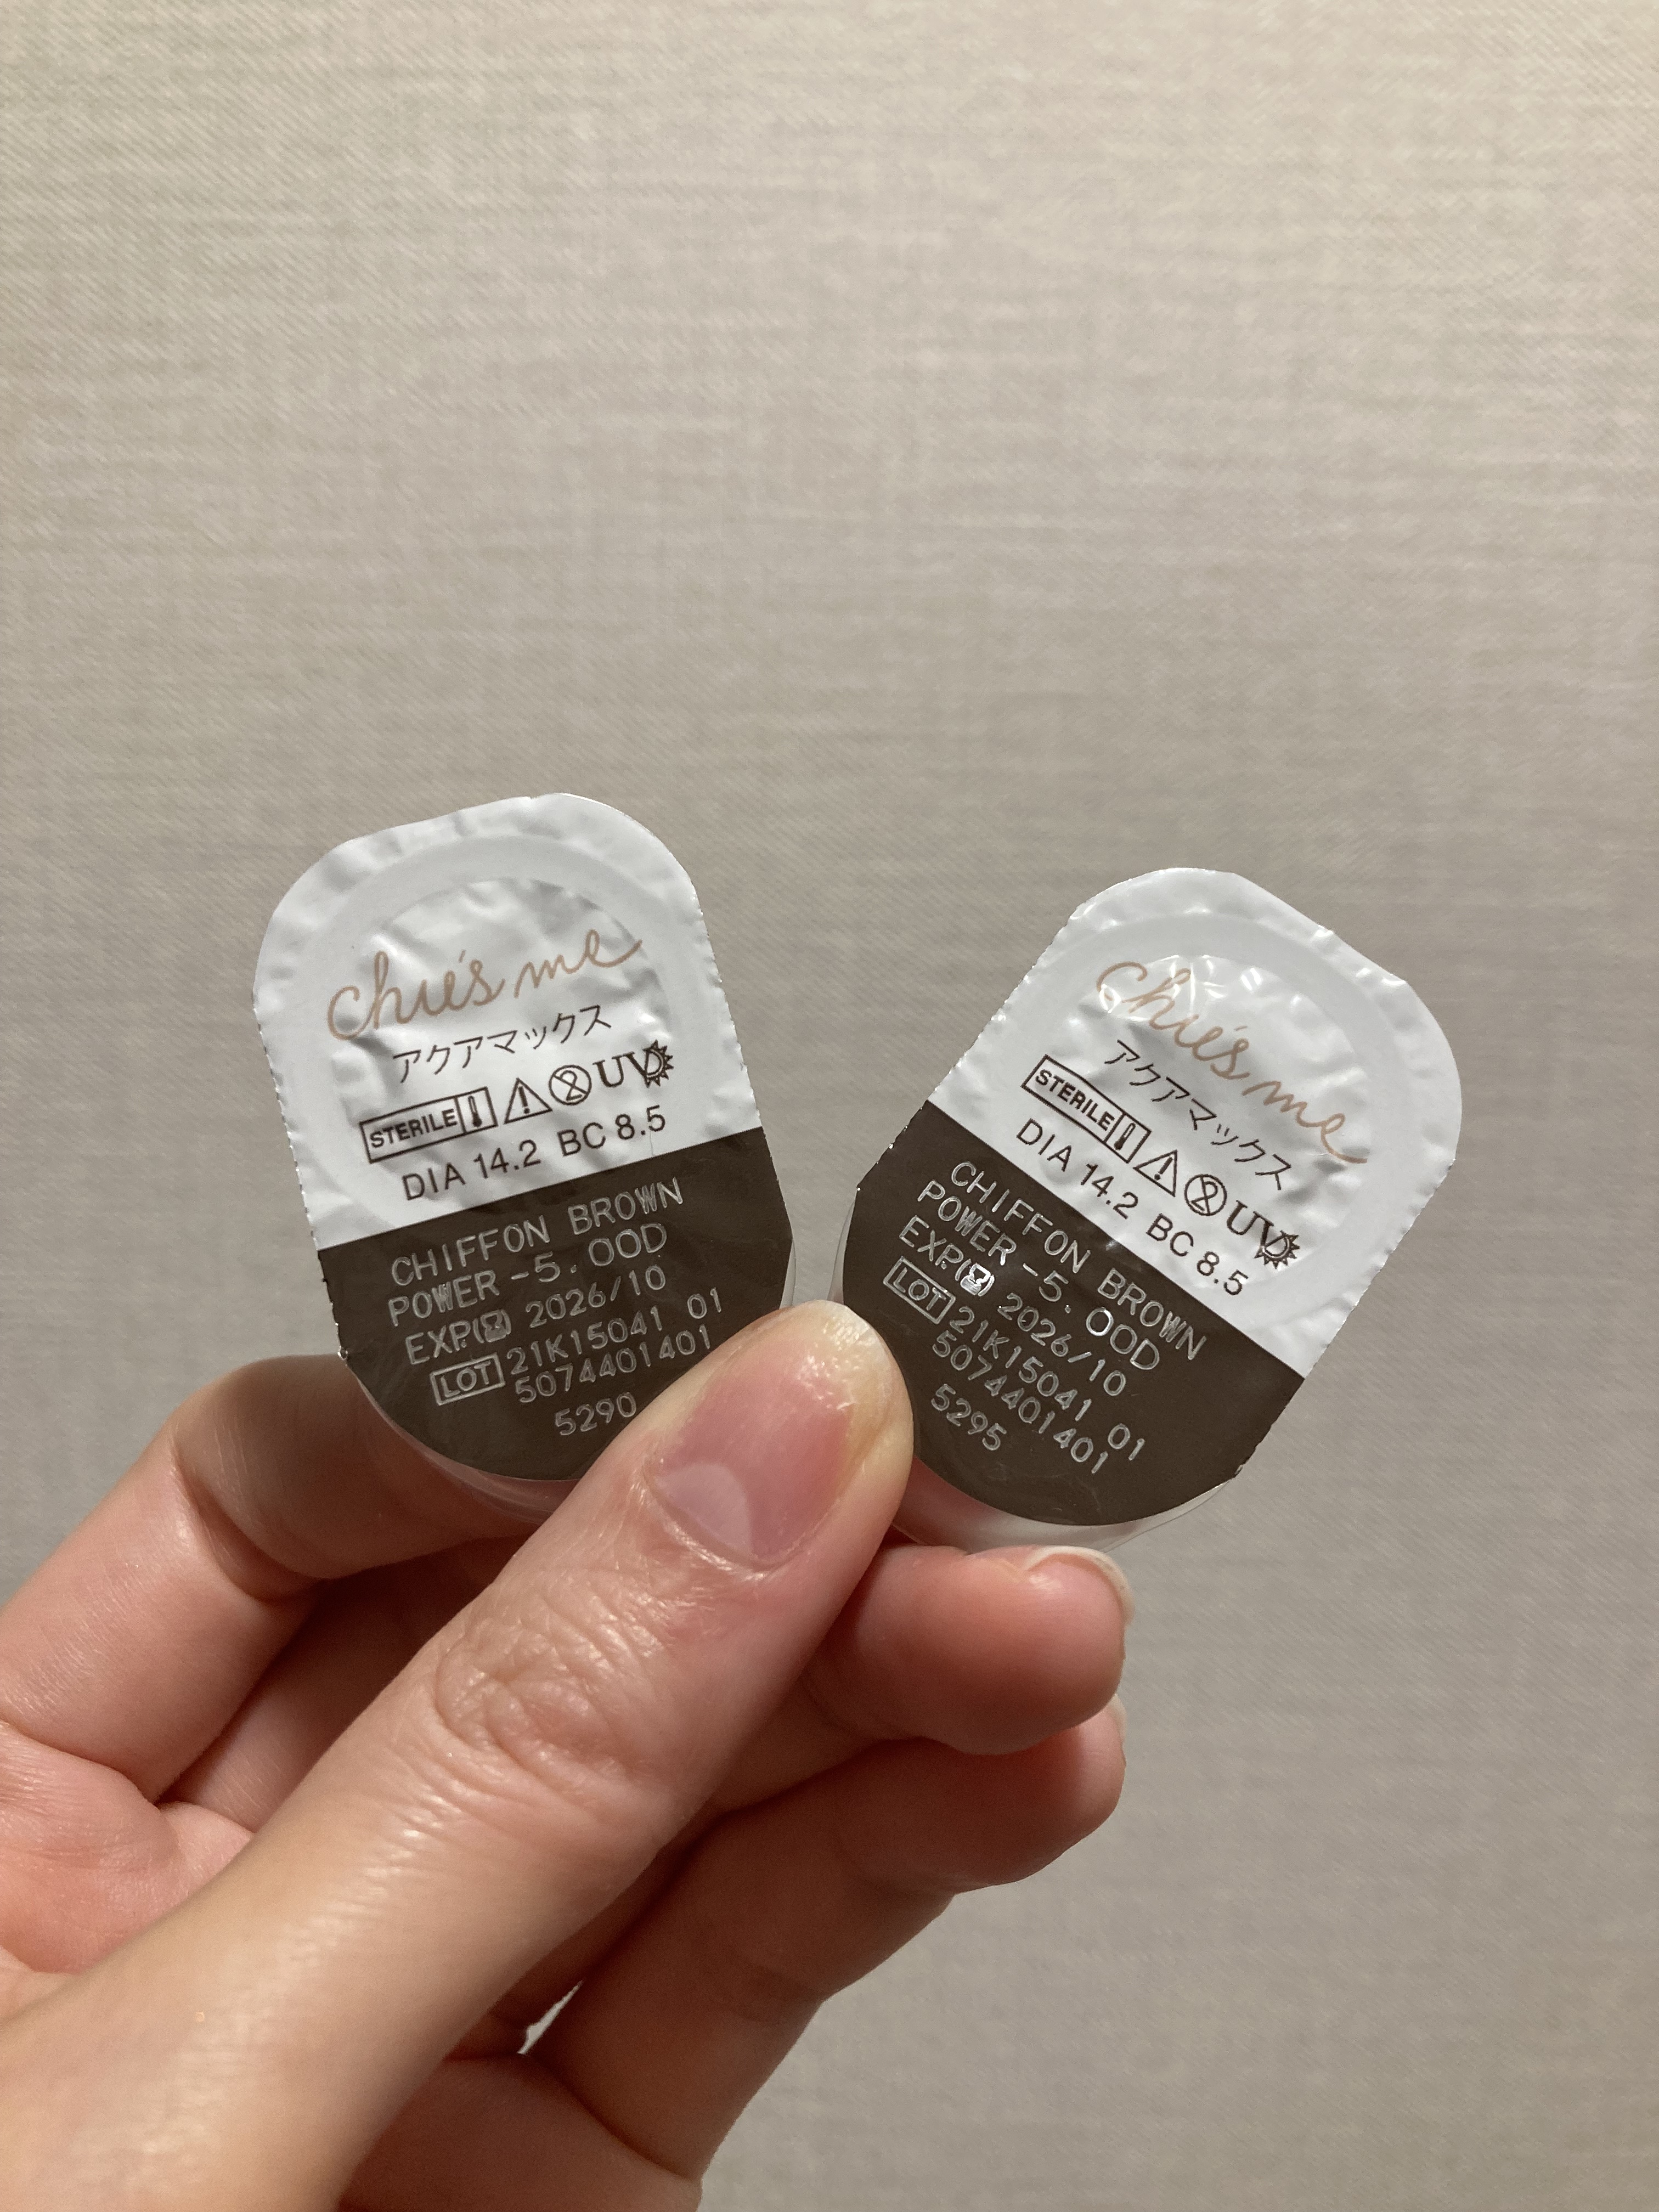 chu's me
アクアマックス
STERILE UV
DIA 14.2 BC 8.5
CHIFFON BROWN
POWER -5.00D
EXP. 2026/10
LOT 21K15041 01
5074401401
5290
chu's me
アクアマックス
STERILE UV
DIA 14.2 BC 8.5
CHIFFON BROWN
POWER -5.00D
EXP. 2026/10
LOT 21K15041 01
5074401401
5295